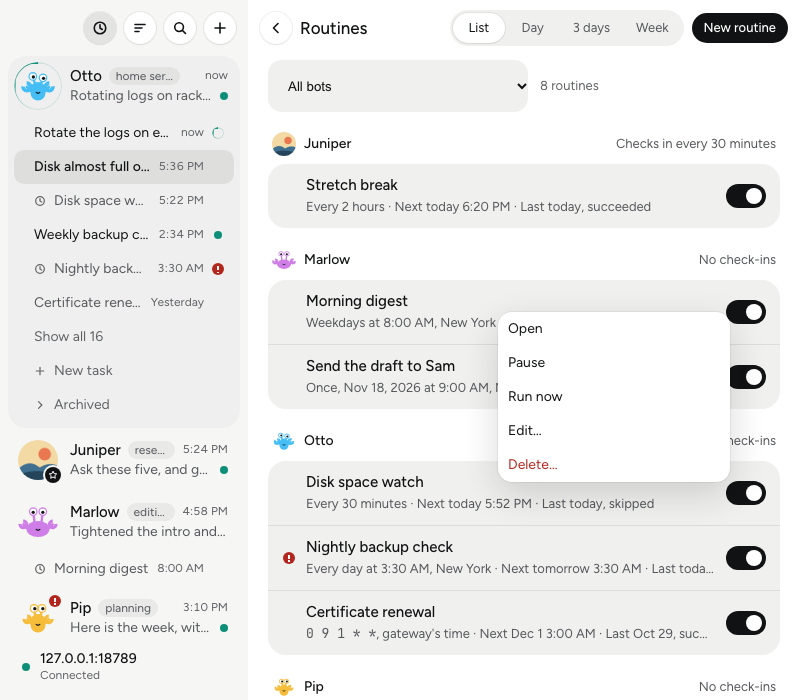 Otto home ser... now
Rotating logs on rack...
Rotate the logs on e... now
Disk almost full o... 5:36 PM
Disk space w... 5:22 PM
Weekly backup c... 2:34 PM
Nightly back... 3:30 AM
Certificate rene... Yesterday
Show all 16
New task
Archived
Juniper rese... 5:24 PM
Ask these five, and g...
Marlow editi... 4:58 PM
Tightened the intro and...
Morning digest 8:00 AM
Pip planning 3:10 PM
Here is the week, wit...
127.0.0.1:18789
Connected
Routines
List Day 3 days Week
New routine
All bots
8 routines
Juniper Checks in every 30 minutes
Stretch break
Every 2 hours · Next today 6:20 PM · Last today, succeeded
Marlow No check-ins
Morning digest
Weekdays at 8:00 AM, New York
Send the draft to Sam
Once, Nov 18, 2026 at 9:00 AM,
Open
Pause
Run now
Edit...
Delete...
Otto
Disk space watch
Every 30 minutes · Next today 5:52 PM · Last today, skipped
Nightly backup check
Every day at 3:30 AM, New York · Next tomorrow 3:30 AM · Last toda...
Certificate renewal
0 9 1 * *, gateway's time · Next Dec 1 3:00 AM · Last Oct 29, suc...
Pip No check-ins